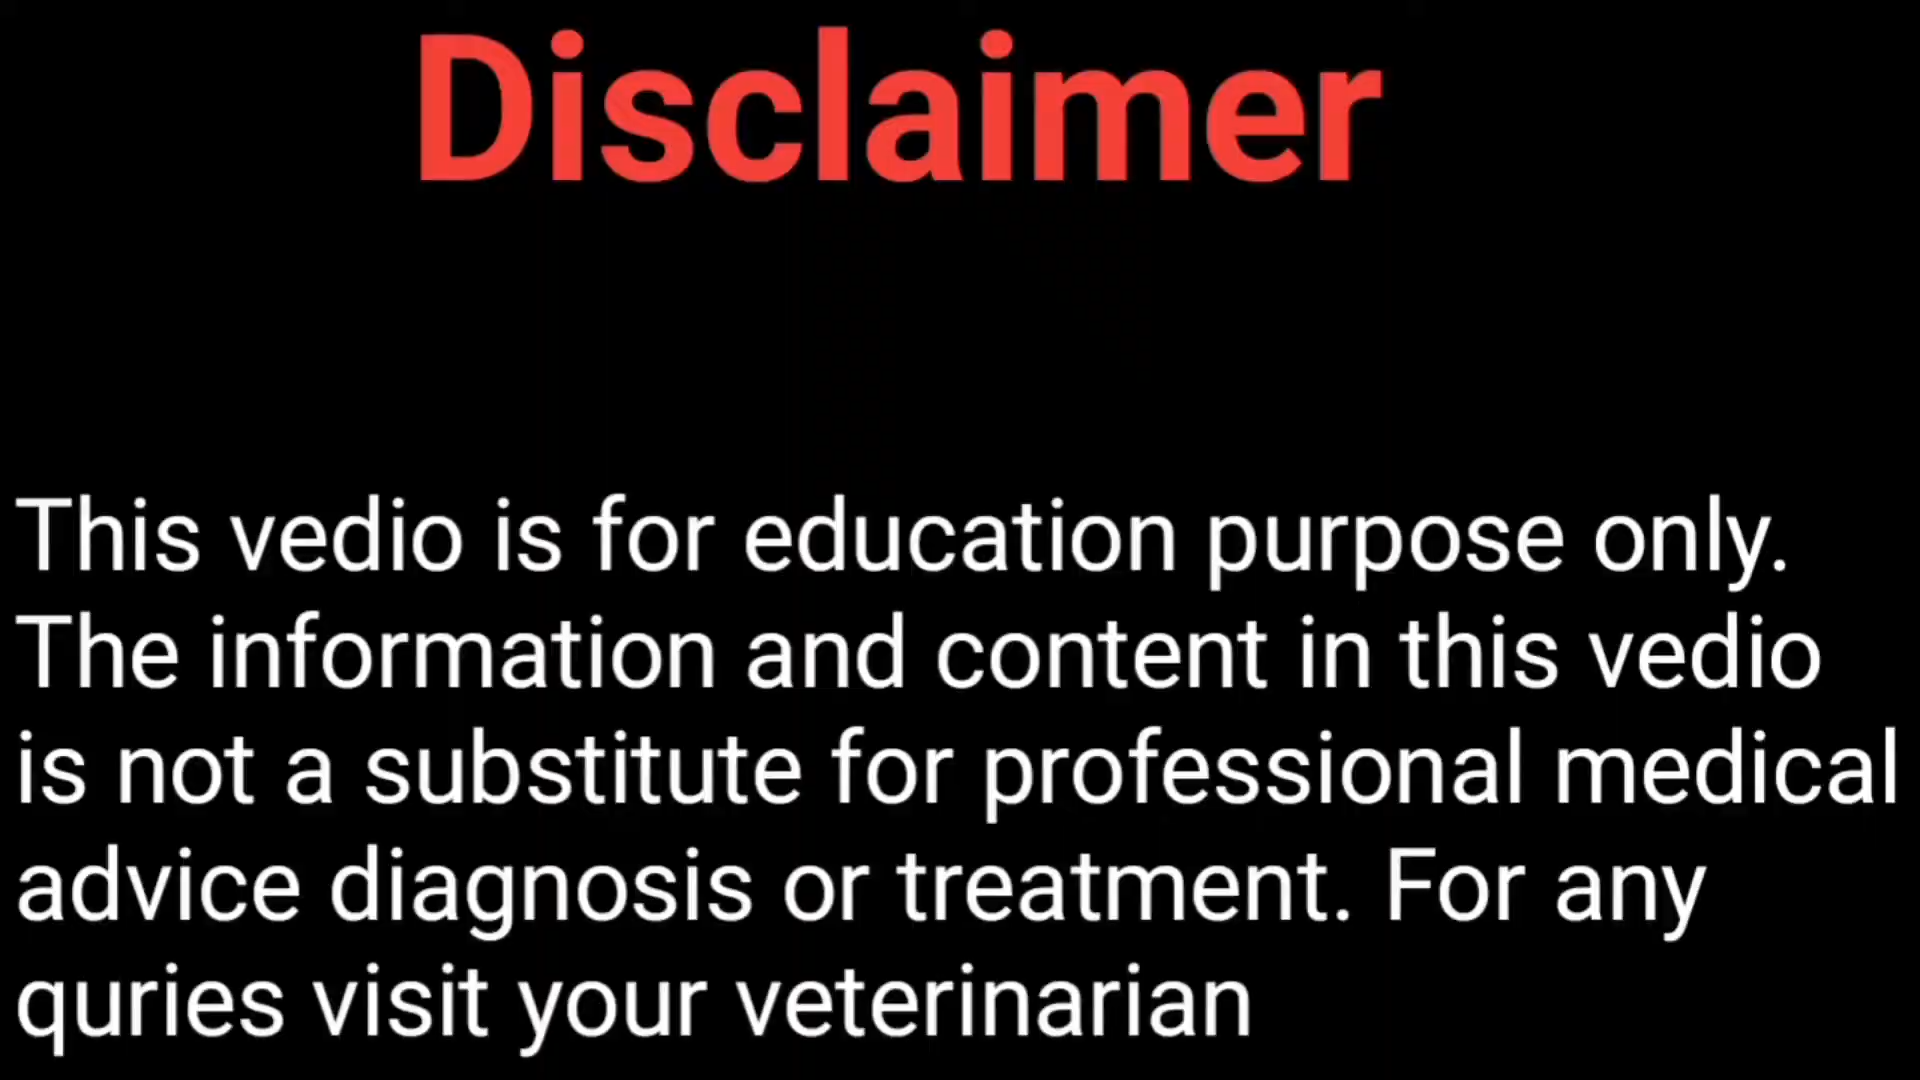 Disclaimer
This vedio is for education purpose only.
The information and content in this vedio
is not a substitute for professional medical
advice diagnosis or treatment. For any
quries visit your veterinarian